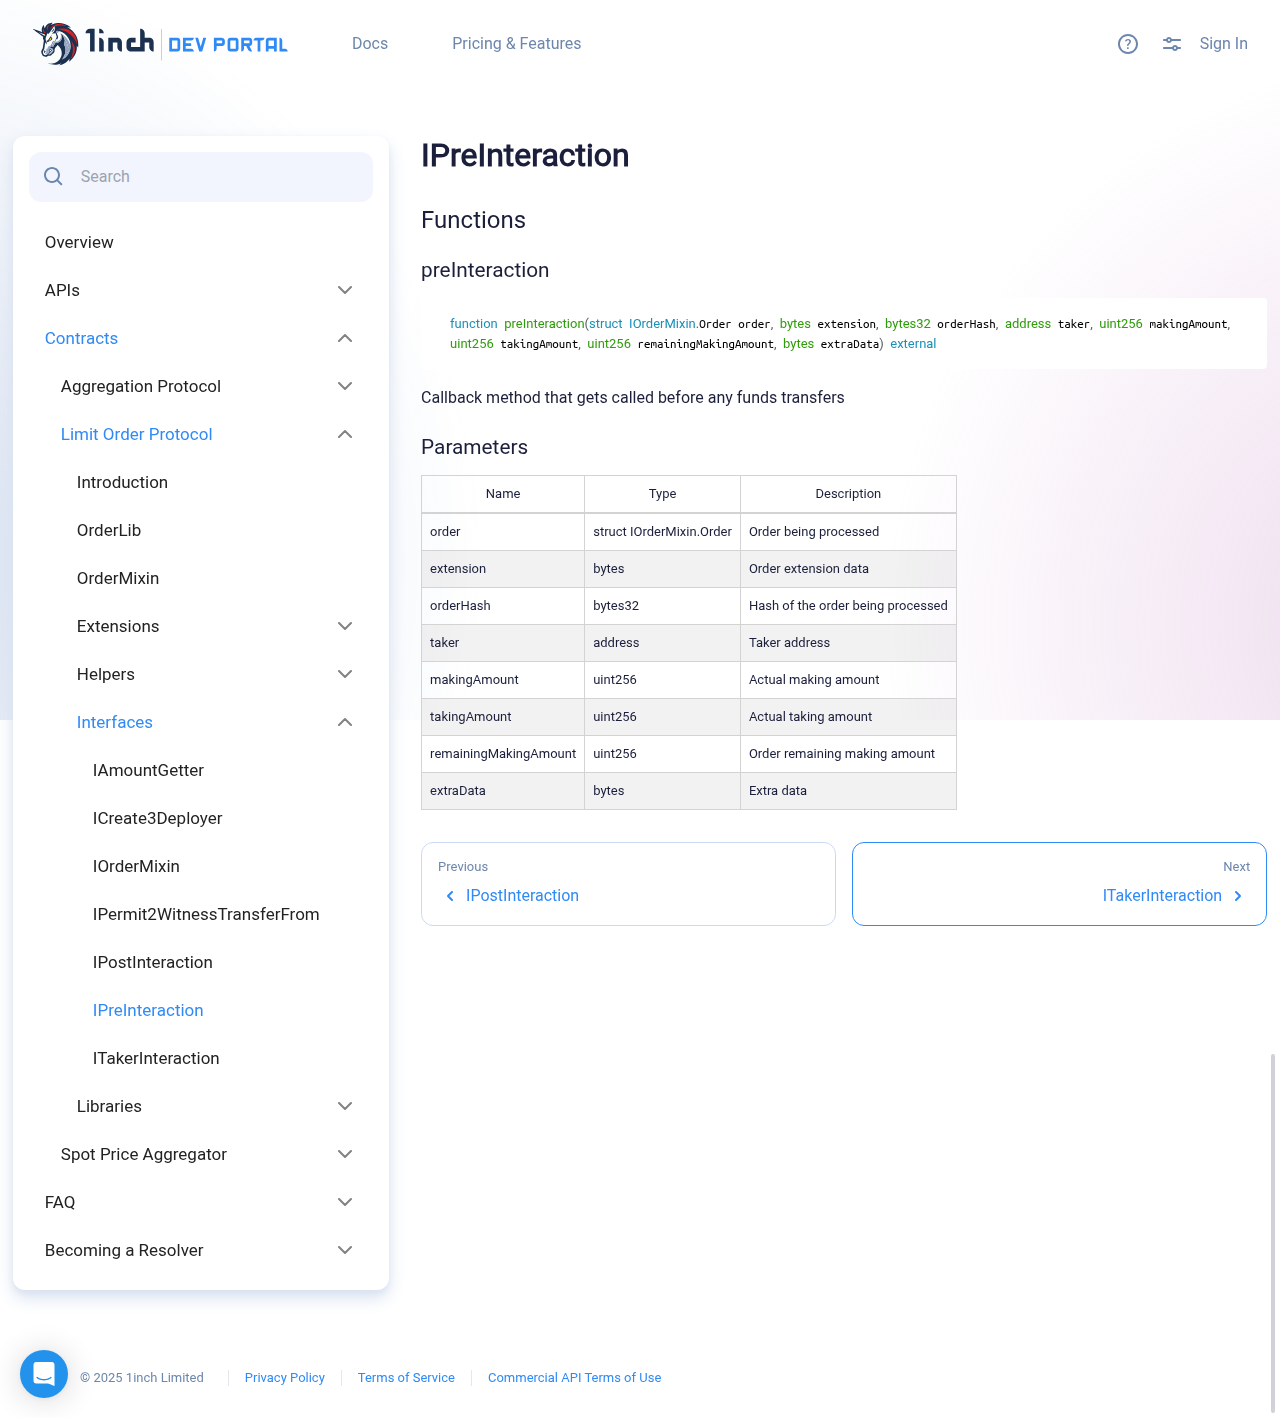 1inch DEV PORTAL
Docs
Pricing & Features
Sign In
Search
Overview
APIs
Contracts
Aggregation Protocol
Limit Order Protocol
Introduction
OrderLib
OrderMixin
Extensions
Helpers
Interfaces
IAmountGetter
ICreate3Deployer
IOrderMixin
IPermit2WitnessTransferFrom
IPostInteraction
IPreInteraction
ITakerInteraction
Libraries
Spot Price Aggregator
FAQ
Becoming a Resolver
IPreInteraction
Functions
preInteraction
function preInteraction(struct IOrderMixin.Order order, bytes extension, bytes32 orderHash, address taker, uint256 makingAmount,
uint256 takingAmount, uint256 remainingMakingAmount, bytes extraData) external
Callback method that gets called before any funds transfers
Parameters
Name Type Description
order struct IOrderMixin.Order Order being processed
extension bytes Order extension data
orderHash bytes32 Hash of the order being processed
taker address Taker address
makingAmount uint256 Actual making amount
takingAmount uint256 Actual taking amount
remainingMakingAmount uint256 Order remaining making amount
extraData bytes Extra data
Previous
IPostInteraction
Next
ITakerInteraction
© 2025 1inch Limited
Privacy Policy
Terms of Service
Commercial API Terms of Use